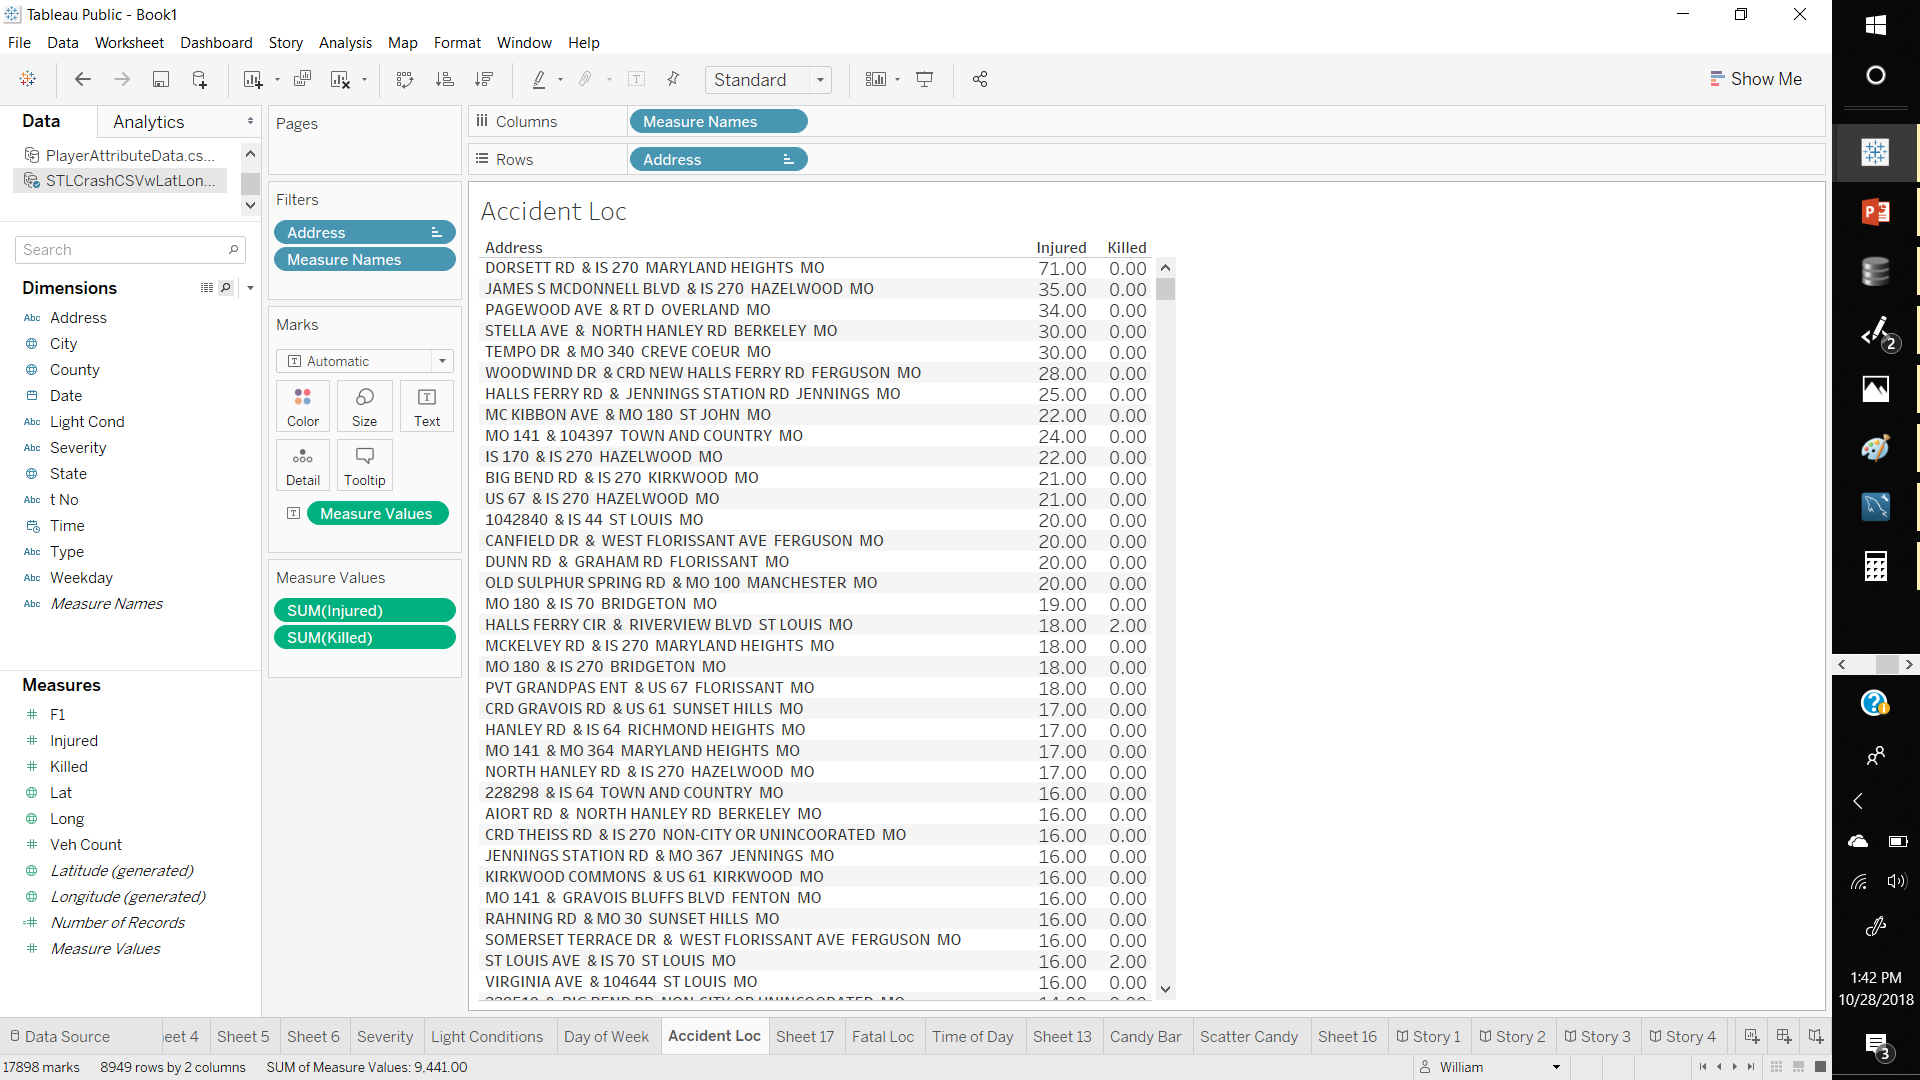 Tableau Public - Book1
File Data Worksheet Dashboard Story Analysis Map Format Window Help
Standard
Show Me
Data Analytics
PlayerAttributeData.cs...
STLCrashCSVwLatLon...
Search
Dimensions
Abc Address
City
County
Date
Abc Light Cond
Abc Severity
State
Abc t No
Time
Abc Type
Abc Weekday
Abc Measure Names
Measures
F1
Injured
Killed
Lat
Long
Veh Count
Latitude (generated)
Longitude (generated)
Number of Records
Measure Values
Pages
Filters
Address
Measure Names
Marks
Automatic
Color Size Text
Detail Tooltip
Measure Values
Measure Values
SUM(Injured)
SUM(Killed)
Columns Measure Names
Rows Address
Accident Loc
Address Injured Killed
DORSETT RD & IS 270 MARYLAND HEIGHTS MO 71.00 0.00
JAMES S MCDONNELL BLVD & IS 270 HAZELWOOD MO 35.00 0.00
PAGEWOOD AVE & RT D OVERLAND MO 34.00 0.00
STELLA AVE & NORTH HANLEY RD BERKELEY MO 30.00 0.00
TEMPO DR & MO 340 CREVE COEUR MO 30.00 0.00
WOODWIND DR & CRD NEW HALLS FERRY RD FERGUSON MO 28.00 0.00
HALLS FERRY RD & JENNINGS STATION RD JENNINGS MO 25.00 0.00
MC KIBBON AVE & MO 180 ST JOHN MO 22.00 0.00
MO 141 & 104397 TOWN AND COUNTRY MO 24.00 0.00
IS 170 & IS 270 HAZELWOOD MO 22.00 0.00
BIG BEND RD & IS 270 KIRKWOOD MO 21.00 0.00
US 67 & IS 270 HAZELWOOD MO 21.00 0.00
1042840 & IS 44 ST LOUIS MO 20.00 0.00
CANFIELD DR & WEST FLORISSANT AVE FERGUSON MO 20.00 0.00
DUNN RD & GRAHAM RD FLORISSANT MO 20.00 0.00
OLD SULPHUR SPRING RD & MO 100 MANCHESTER MO 20.00 0.00
MO 180 & IS 70 BRIDGETON MO 19.00 0.00
HALLS FERRY CIR & RIVERVIEW BLVD ST LOUIS MO 18.00 2.00
MCKELVEY RD & IS 270 MARYLAND HEIGHTS MO 18.00 0.00
MO 180 & IS 270 BRIDGETON MO 18.00 0.00
PVT GRANDPAS ENT & US 67 FLORISSANT MO 18.00 0.00
CRD GRAVOIS RD & US 61 SUNSET HILLS MO 17.00 0.00
HANLEY RD & IS 64 RICHMOND HEIGHTS MO 17.00 0.00
MO 141 & MO 364 MARYLAND HEIGHTS MO 17.00 0.00
NORTH HANLEY RD & IS 270 HAZELWOOD MO 17.00 0.00
228298 & IS 64 TOWN AND COUNTRY MO 16.00 0.00
AIORT RD & NORTH HANLEY RD BERKELEY MO 16.00 0.00
CRD THEISS RD & IS 270 NON-CITY OR UNINCOORATED MO 16.00 0.00
JENNINGS STATION RD & MO 367 JENNINGS MO 16.00 0.00
KIRKWOOD COMMONS & US 61 KIRKWOOD MO 16.00 0.00
MO 141 & GRAVOIS BLUFFS BLVD FENTON MO 16.00 0.00
RAHNING RD & MO 30 SUNSET HILLS MO 16.00 0.00
SOMERSET TERRACE DR & WEST FLORISSANT AVE FERGUSON MO 16.00 0.00
ST LOUIS AVE & IS 70 ST LOUIS MO 16.00 2.00
VIRGINIA AVE & 104644 ST LOUIS MO 16.00 0.00
Data Source eet 4 Sheet 5 Sheet 6 Severity Light Conditions Day of Week Accident Loc Sheet 17 Fatal Loc Time of Day Sheet 13 Candy Bar Scatter Candy Sheet 16 Story 1 Story 2 Story 3 Story 4
17898 marks 8949 rows by 2 columns SUM of Measure Values: 9,441.00 William
2
1:42 PM
10/28/2018
3